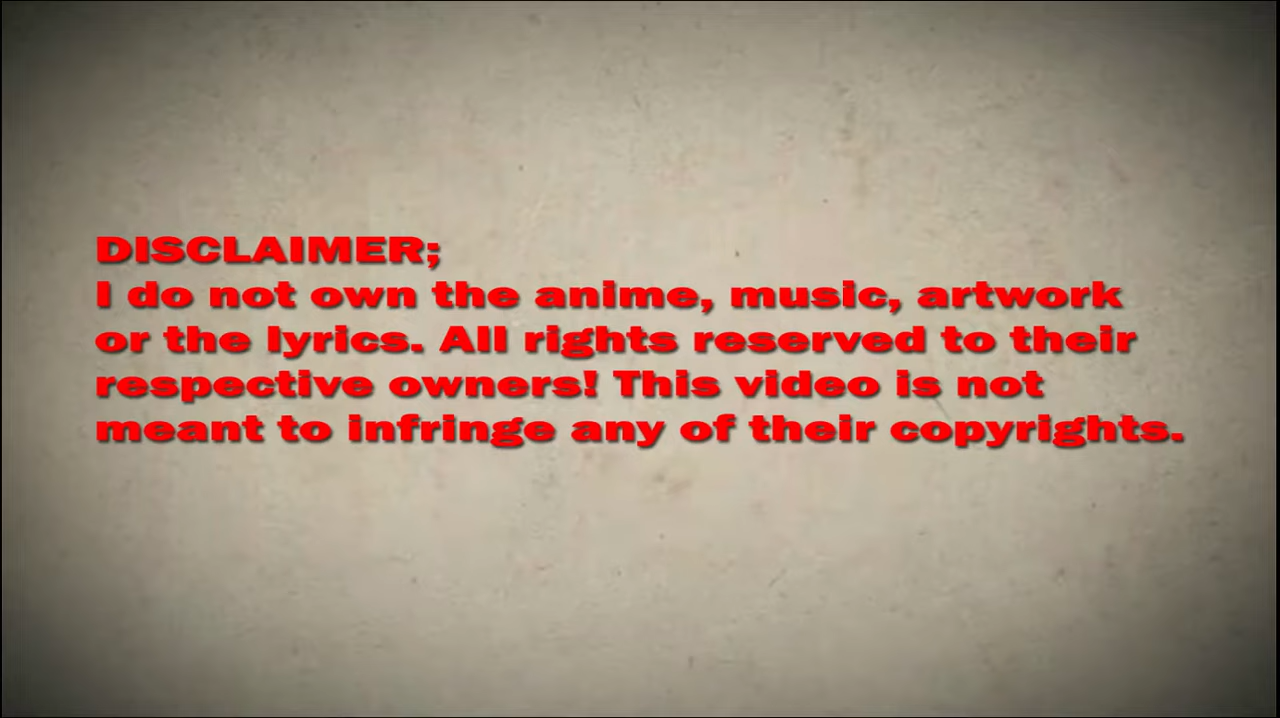 DISCLAIMER;
I do not own the anime, music, artwork
or the lyrics. All rights reserved to their
respective owners! This video is not
meant to infringe any of their copyrights.